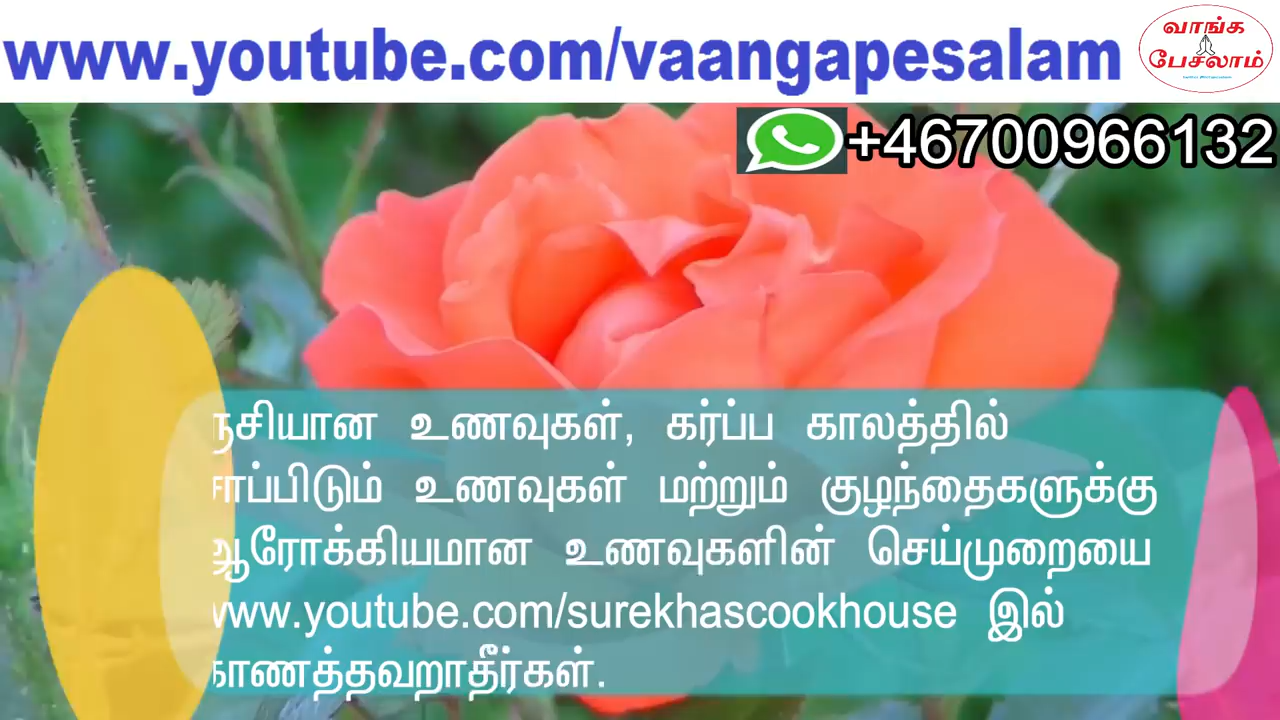 www.youtube.com/vaangapesalam
வாங்க
பேசலாம்
+46700966132
ருசியான உணவுகள், கர்ப்ப காலத்தில்
சாப்பிடும் உணவுகள் மற்றும் குழந்தைகளுக்கு
ஆரோக்கியமான உணவுகளின் செய்முறையை
www.youtube.com/surekhascookhouse இல்
காணத்தவறாதீர்கள்.